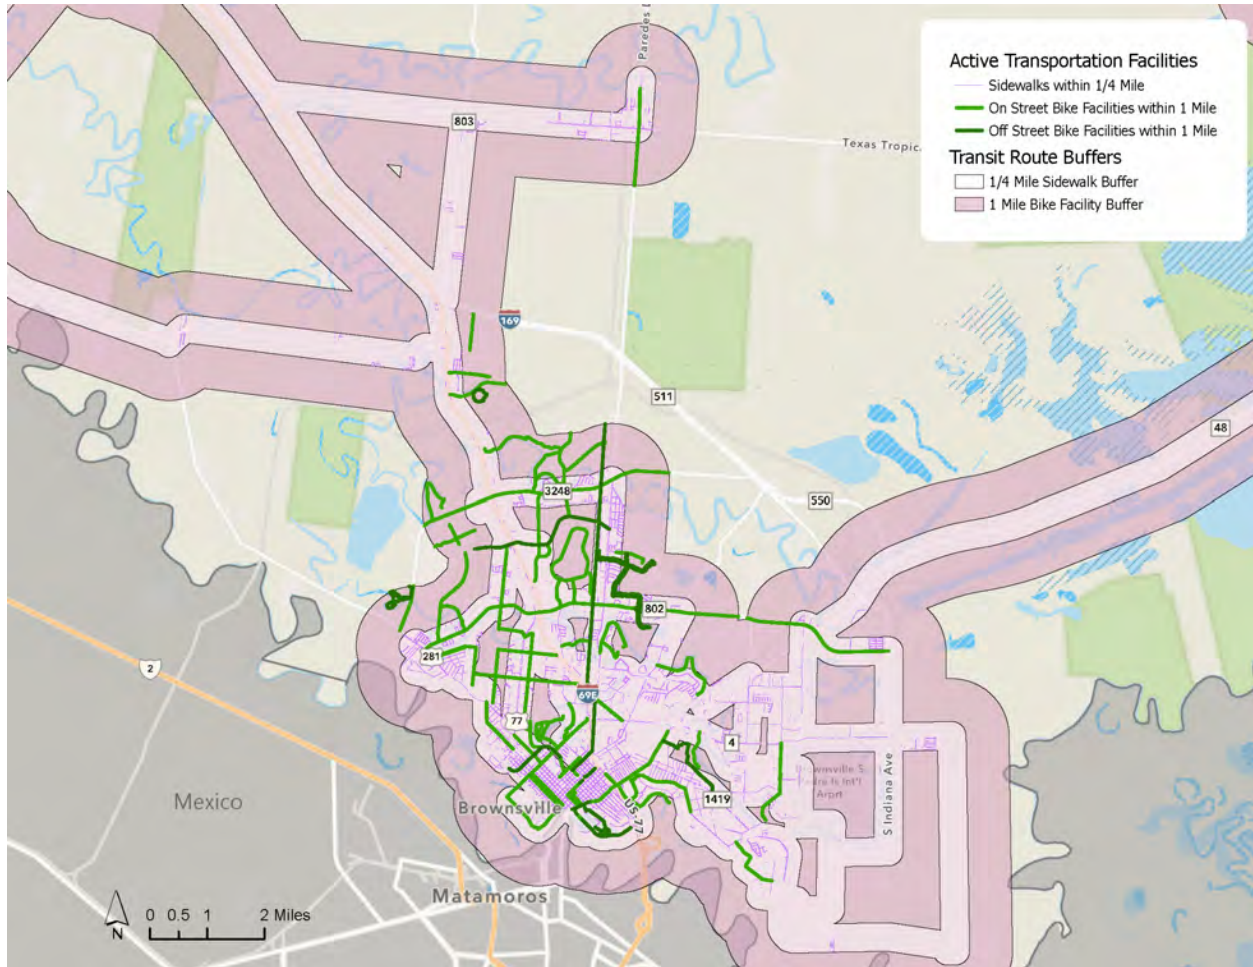 Paredes L
Active Transportation Facilities
Sidewalks within 1/4 Mile
On Street Bike Facilities within 1 Mile
Off Street Bike Facilities within 1 Mile
Transit Route Buffers
1/4 Mile Sidewalk Buffer
1 Mile Bike Facility Buffer
803
Texas Tropic
169
511
48
3248
550
802
281
2
69E
77
4
1419
S Indiana Ave
Mexico
Brownsville
US-77
Matamoros
0 0.5 1 2 Miles
N